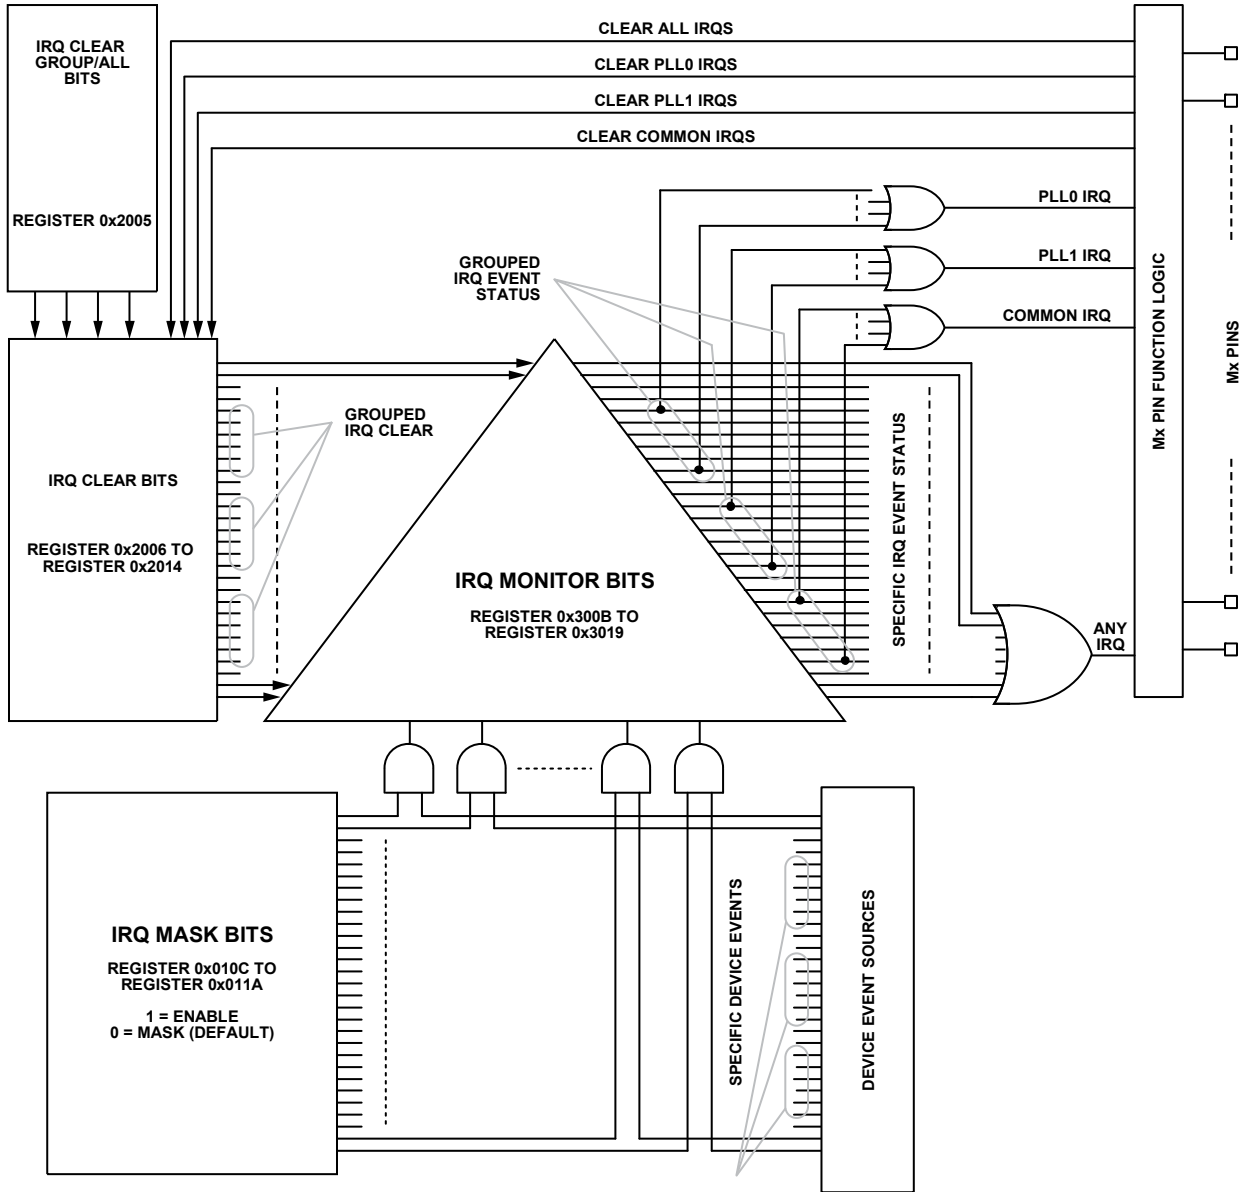 IRQ CLEAR
GROUP/ALL
BITS
REGISTER 0x2005
CLEAR ALL IRQS
CLEAR PLL0 IRQS
CLEAR PLL1 IRQS
CLEAR COMMON IRQS
PLL0 IRQ
PLL1 IRQ
COMMON IRQ
GROUPED
IRQ EVENT
STATUS
Mx PIN FUNCTION LOGIC
Mx PINS
GROUPED
IRQ CLEAR
IRQ CLEAR BITS
REGISTER 0x2006 TO
REGISTER 0x2014
IRQ MONITOR BITS
REGISTER 0x300B TO
REGISTER 0x3019
SPECIFIC IRQ EVENT STATUS
ANY
IRQ
IRQ MASK BITS
REGISTER 0x010C TO
REGISTER 0x011A
1 = ENABLE
0 = MASK (DEFAULT)
SPECIFIC DEVICE EVENTS
DEVICE EVENT SOURCES